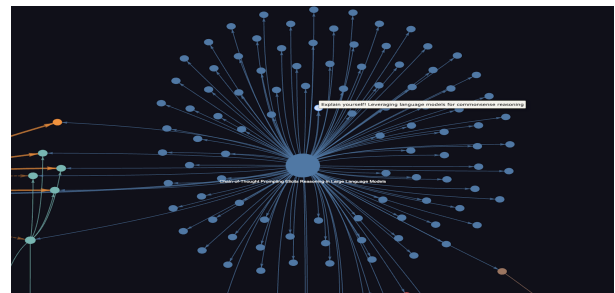 Explain yourself! Leveraging language models for commonsense reasoning
Chain-of-Thought Prompting Elicits Reasoning in Large Language Models